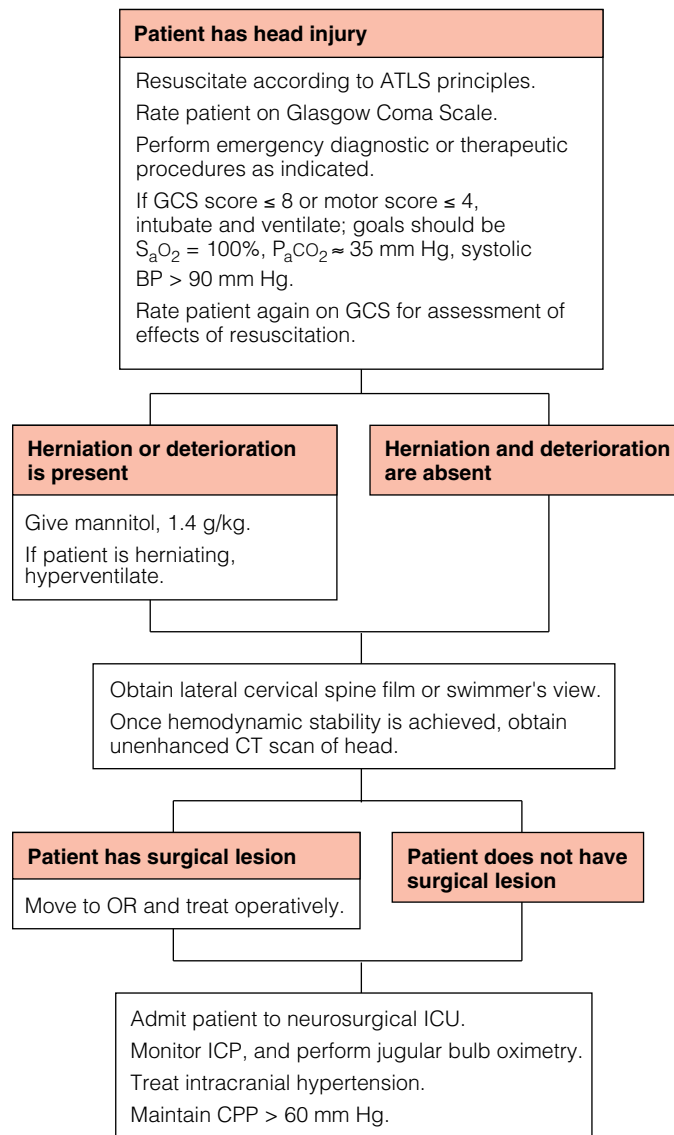 Patient has head injury
Resuscitate according to ATLS principles.
Rate patient on Glasgow Coma Scale.
Perform emergency diagnostic or therapeutic
procedures as indicated.
If GCS score ≤ 8 or motor score ≤ 4,
intubate and ventilate; goals should be
SaO2 = 100%, PaCO2 ≈ 35 mm Hg, systolic
BP > 90 mm Hg.
Rate patient again on GCS for assessment of
effects of resuscitation.
Herniation or deterioration
is present
Give mannitol, 1.4 g/kg.
If patient is herniating,
hyperventilate.
Herniation and deterioration
are absent
Obtain lateral cervical spine film or swimmer's view.
Once hemodynamic stability is achieved, obtain
unenhanced CT scan of head.
Patient has surgical lesion
Move to OR and treat operatively.
Patient does not have
surgical lesion
Admit patient to neurosurgical ICU.
Monitor ICP, and perform jugular bulb oximetry.
Treat intracranial hypertension.
Maintain CPP > 60 mm Hg.